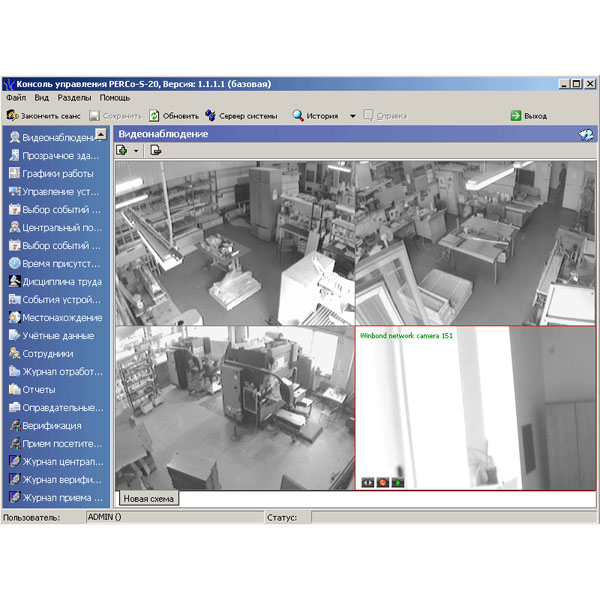 Консоль управления PERCo-S-20, Версия: 1.1.1.1 (базовая)
Файл Вид Разделы Помощь
Закончить сеанс Сохранить Обновить Сервер системы История Справка Выход
Видеонаблюден...
Видеонаблюдение
Прозрачное зда...
Графики работы
Управление уст...
Выбор событий ...
Центральный по...
Выбор событий ...
Время присутст...
Дисциплина труда
События устрой...
Местонахождение
Учётные данные
Сотрудники
Журнал отработ...
Отчеты
Оправдательные...
Верификация
Прием посетите...
Журнал централ...
Журнал верифи...
Журнал приема ...
Winbond network camera 151
Новая схема
Пользователь: ADMIN () Статус: